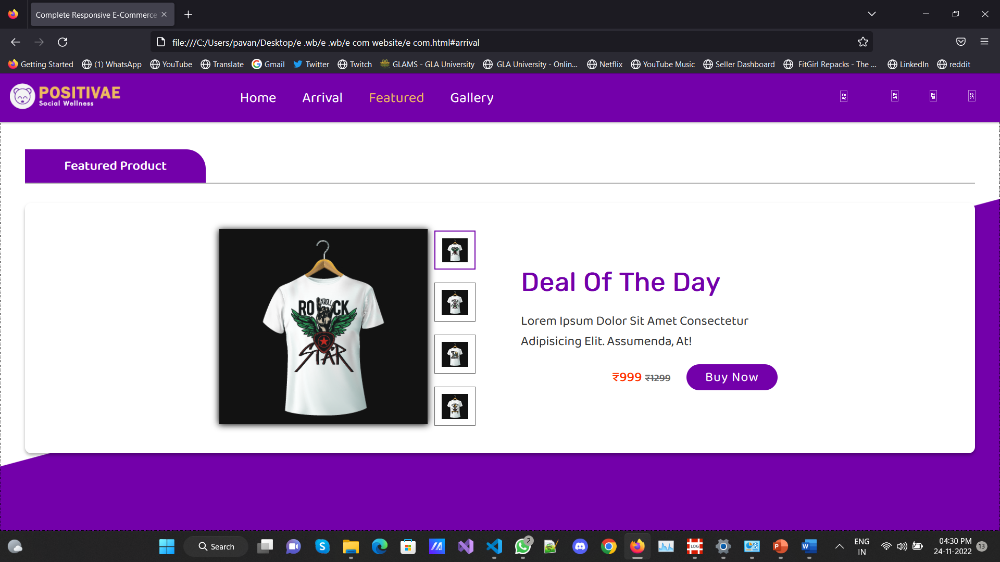 Complete Responsive E-Commerce
file:///C:/Users/pavan/Desktop/e .wb/e .wb/e com website/e com.html#arrival
Getting Started (1) WhatsApp YouTube Translate Gmail Twitter Twitch GLAMS - GLA University GLA University - Onlin... Netflix YouTube Music Seller Dashboard FitGirl Repacks - The ... LinkedIn reddit
POSITIVAE
Social Wellness
Home Arrival Featured Gallery
Featured Product
RO NROLL CK
STAR
Deal Of The Day
Lorem Ipsum Dolor Sit Amet Consectetur
Adipisicing Elit. Assumenda, At!
₹999 ₹1299 Buy Now
Search
2
LOG
ENG
IN
04:30 PM
24-11-2022
13